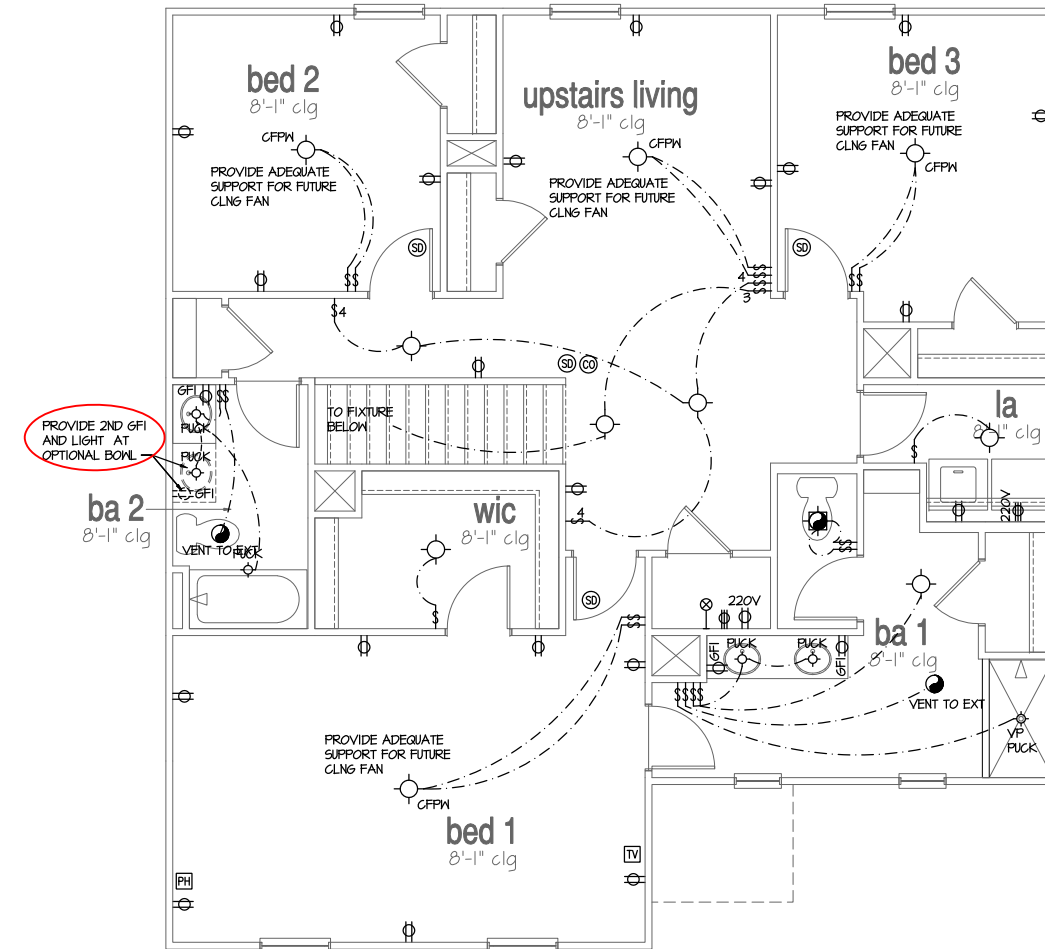 bed 2
8'-1" clg
CFPW
PROVIDE ADEQUATE
SUPPORT FOR FUTURE
CLNG FAN
SD
$$
upstairs living
8'-1" clg
CFPW
PROVIDE ADEQUATE
SUPPORT FOR FUTURE
CLNG FAN
4
3
bed 3
8'-1" clg
PROVIDE ADEQUATE
SUPPORT FOR FUTURE
CLNG FAN
CFPW
SD
$$
$4
SD CO
TO FIXTURE
BELOW
GFI
$$
PUCK
PUCK
GFI
PROVIDE 2ND GFI
AND LIGHT AT
OPTIONAL BOWL
ba 2
8'-1" clg
VENT TO EXT
PUCK
wic
8'-1" clg
$
4
SD
la
8'-1" clg
$
220V
220V
GFI
PUCK
PUCK
GFI
ba 1
8'-1" clg
$$$$
VENT TO EXT
VP
PUCK
PROVIDE ADEQUATE
SUPPORT FOR FUTURE
CLNG FAN
CFPW
bed 1
8'-1" clg
TV
PH